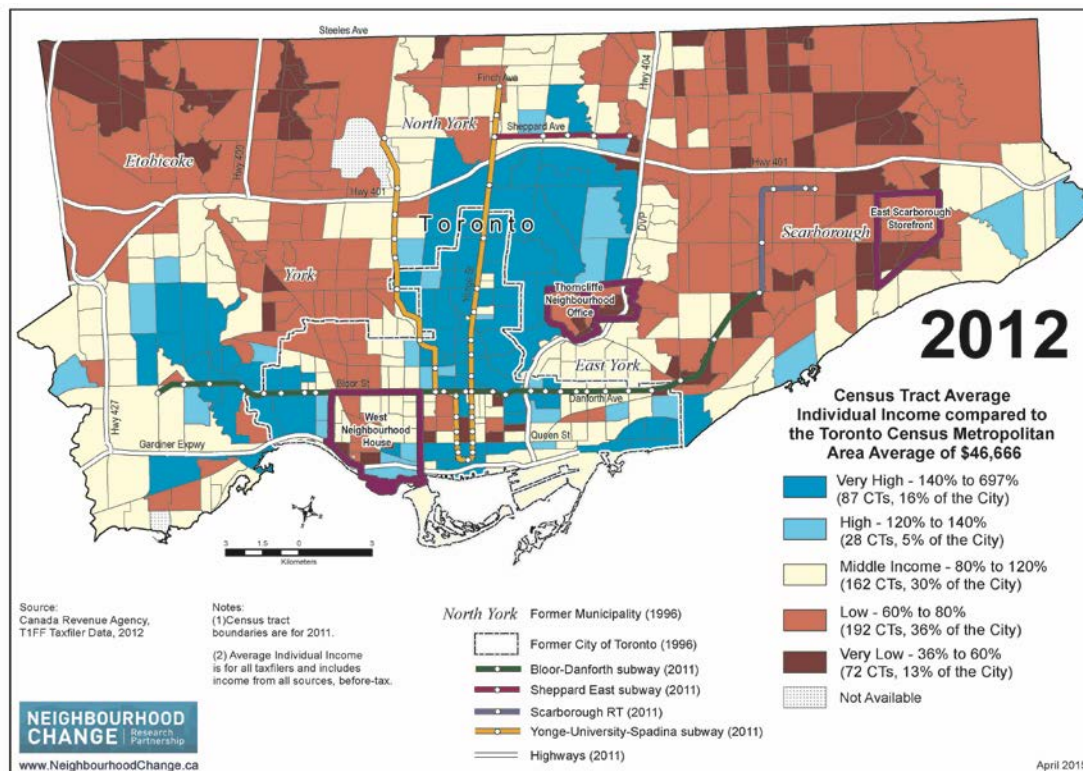 Steeles Ave
Finch Ave
Hwy 404
North York
Sheppard Ave
Etobicoke
Hwy 400
Hwy 401
Hwy 401
Toronto
DVP
Scarborough
East Scarborough
Storefront
York
Yonge St
Thorncliffe
Neighbourhood
Office
2012
East York
Bloor St
Danforth Ave
Hwy 427
West
Neighbourhood
House
Queen St
Gardiner Expwy
Census Tract Average
Individual Income compared to
the Toronto Census Metropolitan
Area Average of $46,666
Very High - 140% to 697%
(87 CTs, 16% of the City)
High - 120% to 140%
(28 CTs, 5% of the City)
Middle Income - 80% to 120%
(162 CTs, 30% of the City)
Low - 60% to 80%
(192 CTs, 36% of the City)
Very Low - 36% to 60%
(72 CTs, 13% of the City)
Not Available
3 1.5 0 3
Kilometers
Source:
Canada Revenue Agency,
T1FF Taxfiler Data, 2012
Notes:
(1)Census tract
boundaries are for 2011.
(2) Average Individual Income
is for all taxfilers and includes
income from all sources, before-tax.
North York Former Municipality (1996)
Former City of Toronto (1996)
Bloor-Danforth subway (2011)
Sheppard East subway (2011)
Scarborough RT (2011)
Yonge-University-Spadina subway (2011)
Highways (2011)
NEIGHBOURHOOD
CHANGE Research
Partnership
www.NeighbourhoodChange.ca
April 2015